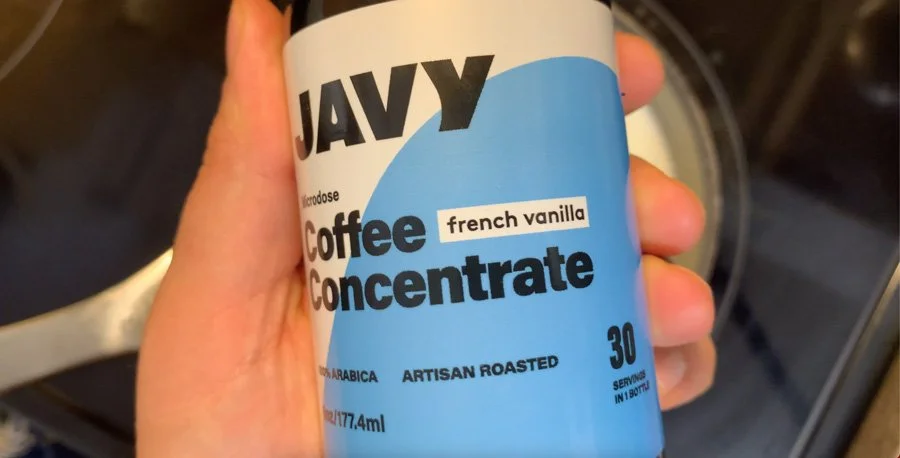 JAVY
Microdose
Coffee french vanilla
Concentrate
ARABICA ARTISAN ROASTED
30
SERVINGS
IN 1 BOTTLE
/177.4ml